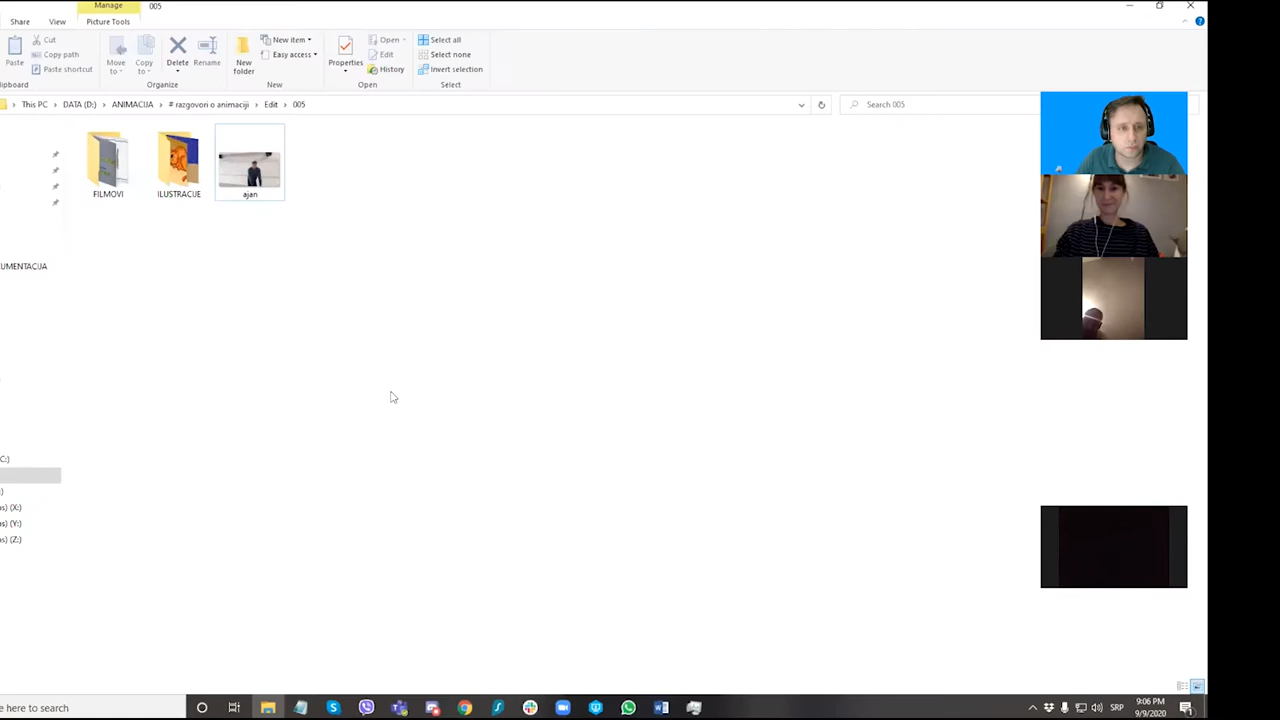 Manage
005
Share
View
Picture Tools
Cut
Copy path
Paste shortcut
Paste
Move to
Copy to
Delete
Rename
New folder
New item
Easy access
Properties
Open
Edit
History
Select all
Select none
Invert selection
lipboard
Organize
New
Open
Select
This PC > DATA (D:) > ANIMACIJA > # razgovori o animaciji > Edit > 005
Search 005
FILMOVI
ILUSTRACIJE
ajan
UMENTACIJA
C:)
:)
s) (X:)
s) (Y:)
s) (Z:)
e here to search
SRP
9:06 PM
9/9/2020